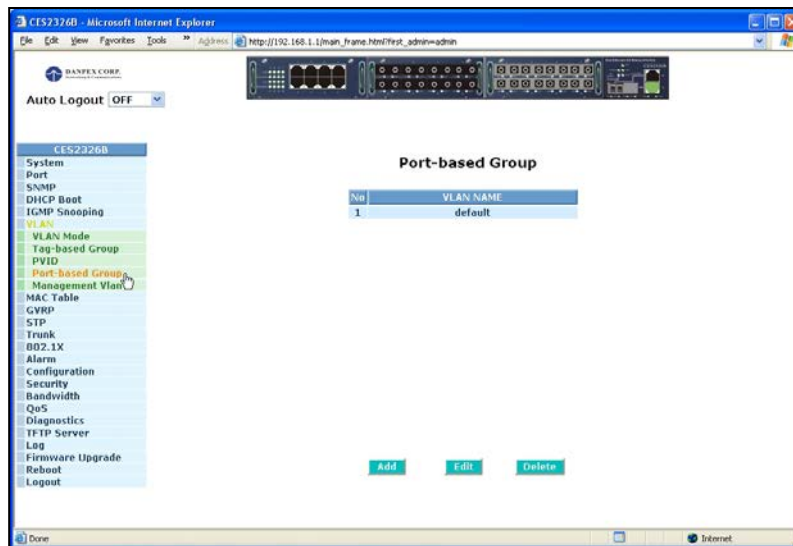 CES2326B - Microsoft Internet Explorer
File Edit View Favorites Tools » Address http://192.168.1.1/main_frame.html?first_admin=admin
DANPEX CORP.
Auto Logout OFF
CES2326B
System
Port
SNMP
DHCP Boot
IGMP Snooping
VLAN
VLAN Mode
Tag-based Group
PVID
Port-based Group
Management Vlan
MAC Table
GVRP
STP
Trunk
802.1X
Alarm
Configuration
Security
Bandwidth
QoS
Diagnostics
TFTP Server
Log
Firmware Upgrade
Reboot
Logout
Port-based Group
No VLAN NAME
1 default
Add Edit Delete
Done Internet